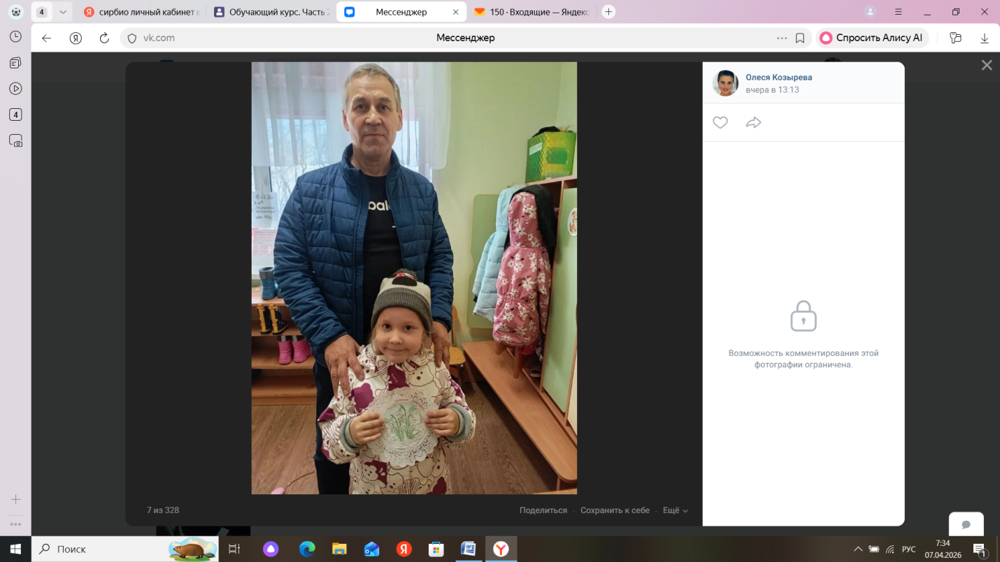 4
сирбио личный кабинет в
Обучающий курс. Часть 2
Мессенджер
150 · Входящие — Яндекс
vk.com
Мессенджер
Спросить Алису AI
4
Олеся Козырева
вчера в 13:13
bal
Возможность комментирования этой
фотографии ограничена.
7 из 328
Поделиться · Сохранить к себе · Ещё
Поиск
РУС
7:34
07.04.2026
1